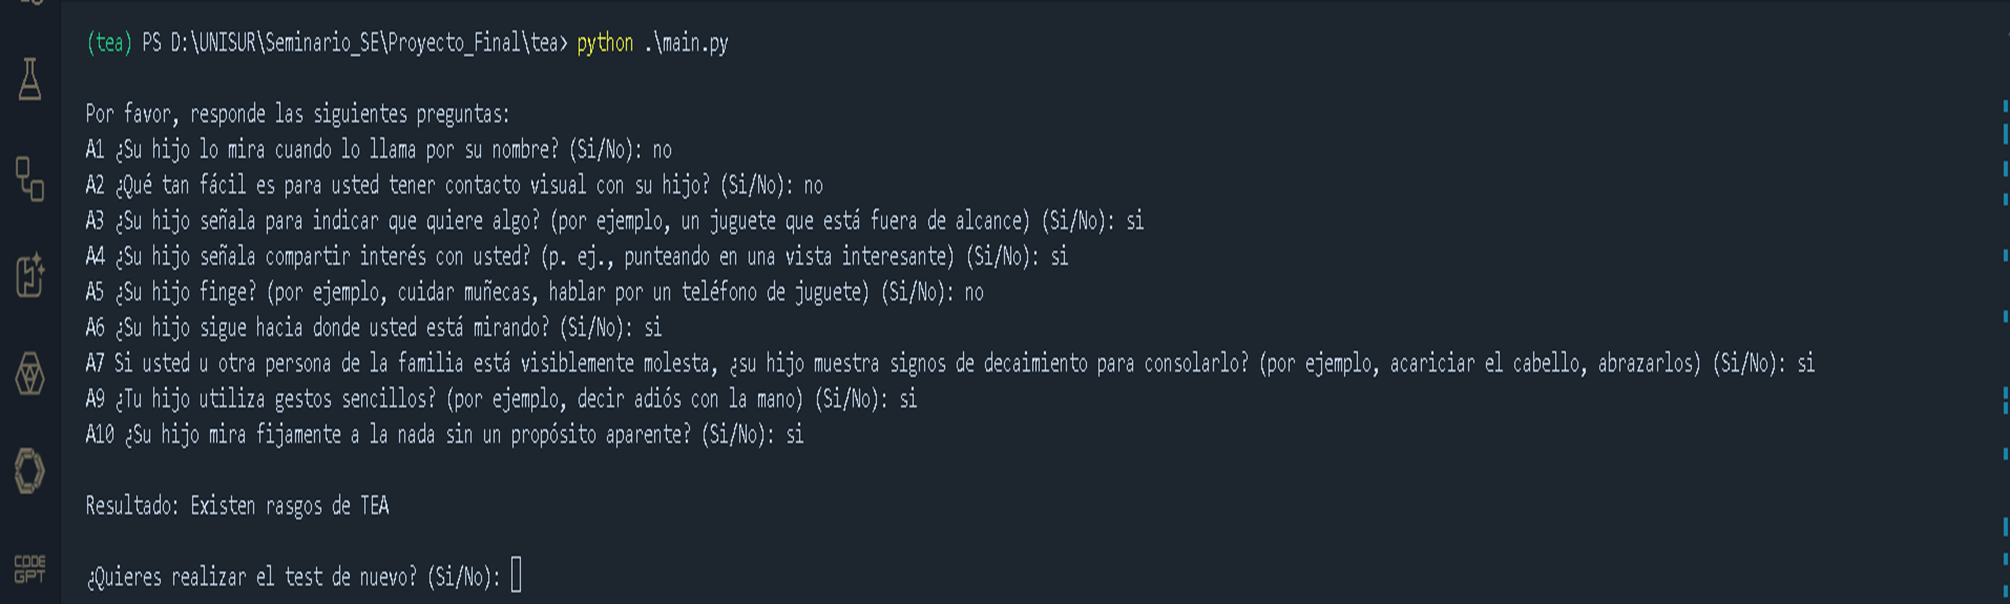 (tea) PS D:\UNISUR\Seminario_SE\Proyecto_Final\tea> python .\main.py
Por favor, responde las siguientes preguntas:
A1 ¿Su hijo lo mira cuando lo llama por su nombre? (Si/No): no
A2 ¿Qué tan fácil es para usted tener contacto visual con su hijo? (Si/No): no
A3 ¿Su hijo señala para indicar que quiere algo? (por ejemplo, un juguete que está fuera de alcance) (Si/No): si
A4 ¿Su hijo señala compartir interés con usted? (p. ej., punteando en una vista interesante) (Si/No): si
A5 ¿Su hijo finge? (por ejemplo, cuidar muñecas, hablar por un teléfono de juguete) (Si/No): no
A6 ¿Su hijo sigue hacia donde usted está mirando? (Si/No): si
A7 Si usted u otra persona de la familia está visiblemente molesta, ¿su hijo muestra signos de decaimiento para consolarlo? (por ejemplo, acariciar el cabello, abrazarlos) (Si/No): si
A9 ¿Tu hijo utiliza gestos sencillos? (por ejemplo, decir adiós con la mano) (Si/No): si
A10 ¿Su hijo mira fijamente a la nada sin un propósito aparente? (Si/No): si
Resultado: Existen rasgos de TEA
¿Quieres realizar el test de nuevo? (Si/No):
CODE
GPT